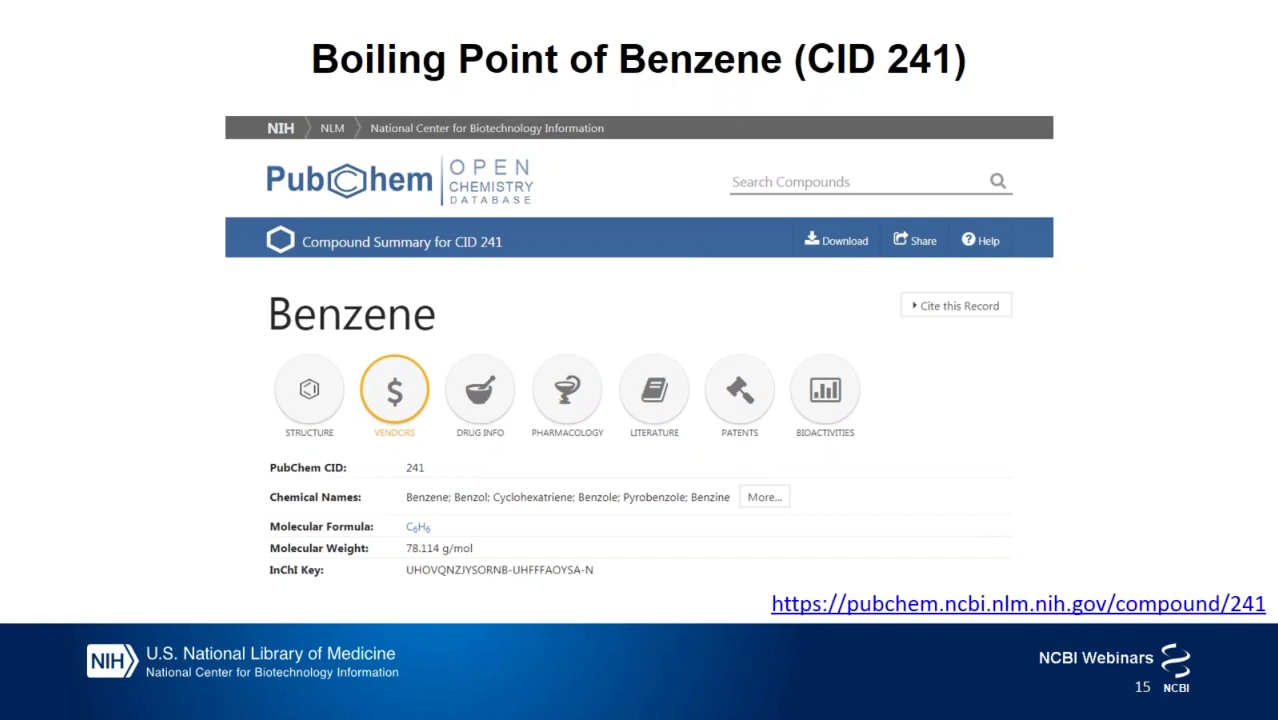 Boiling Point of Benzene (CID 241)
NIH NLM National Center for Biotechnology Information
PubChem OPEN CHEMISTRY DATABASE
Search Compounds
Compound Summary for CID 241
Download Share Help
Benzene
Cite this Record
STRUCTURE VENDORS DRUG INFO PHARMACOLOGY LITERATURE PATENTS BIOACTIVITIES
PubChem CID: 241
Chemical Names: Benzene; Benzol; Cyclohexatriene; Benzole; Pyrobenzole; Benzine More...
Molecular Formula: C6H6
Molecular Weight: 78.114 g/mol
InChI Key: UHOVQNZJYSORNB-UHFFFAOYSA-N
https://pubchem.ncbi.nlm.nih.gov/compound/241
NIH U.S. National Library of Medicine
National Center for Biotechnology Information
NCBI Webinars
15 NCBI